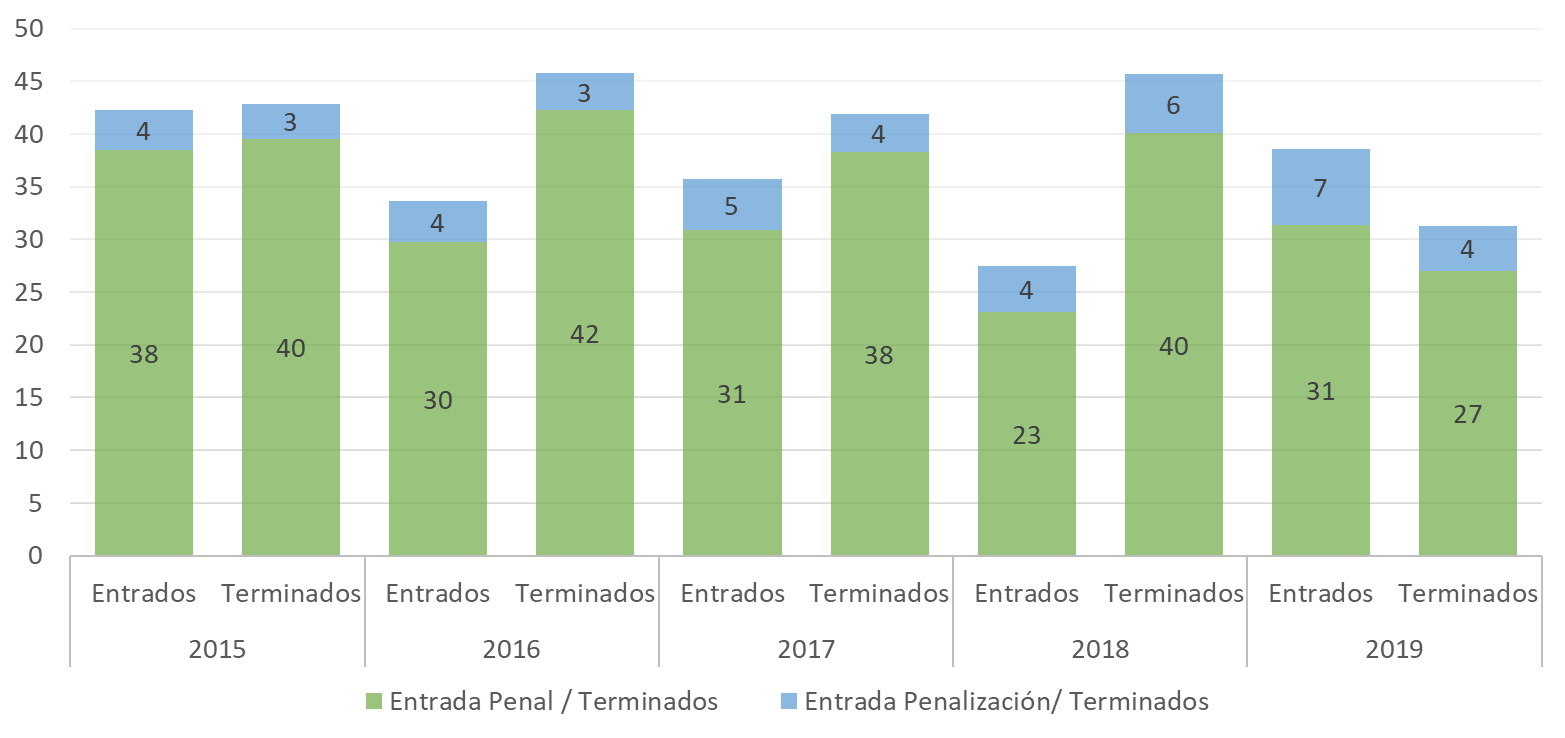 50
45
40
35
30
25
20
15
10
5
0
4 3 4 3 5 4 4 6 7 4
38 40 30 42 31 38 23 40 31 27
Entrados Terminados Entrados Terminados Entrados Terminados Entrados Terminados Entrados Terminados
2015 2016 2017 2018 2019
Entrada Penal / Terminados Entrada Penalización/ Terminados